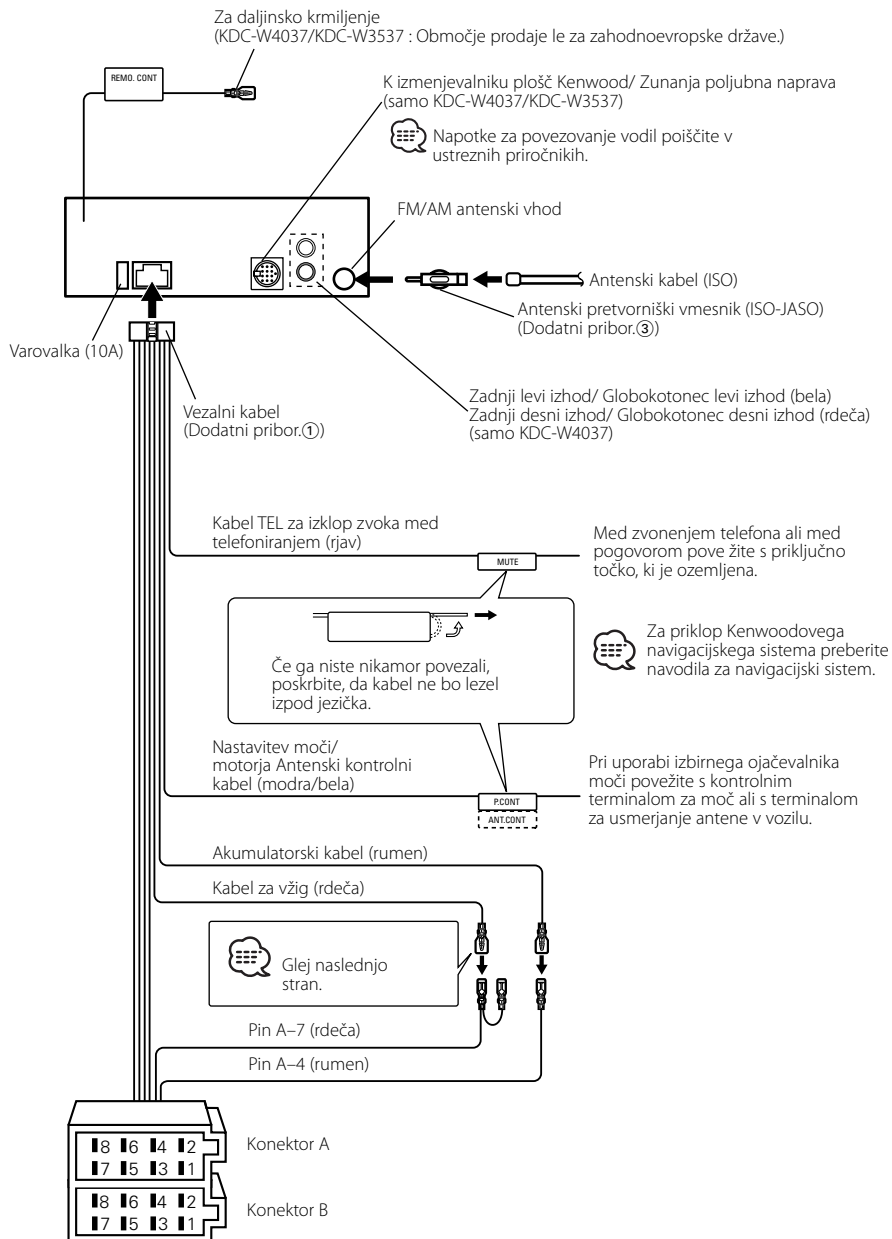 Za daljinsko krmiljenje
(KDC-W4037/KDC-W3537 : Območje prodaje le za zahodnoevropske države.)
REMO. CONT
K izmenjevalniku plošč Kenwood/ Zunanja poljubna naprava
(samo KDC-W4037/KDC-W3537)
Napotke za povezovanje vodil poiščite v
ustreznih priročnikih.
FM/AM antenski vhod
Antenski kabel (ISO)
Antenski pretvorniški vmesnik (ISO-JASO)
(Dodatni pribor.③)
Varovalka (10A)
Vezalni kabel
(Dodatni pribor.①)
Zadnji levi izhod/ Globokotonec levi izhod (bela)
Zadnji desni izhod/ Globokotonec desni izhod (rdeča)
(samo KDC-W4037)
Kabel TEL za izklop zvoka med
telefoniranjem (rjav)
MUTE
Med zvonenjem telefona ali med
pogovorom pove žite s priključno
točko, ki je ozemljena.
Če ga niste nikamor povezali,
poskrbite, da kabel ne bo lezel
izpod jezička.
Za priklop Kenwoodovega
navigacijskega sistema preberite
navodila za navigacijski sistem.
Nastavitev moči/
motorja Antenski kontrolni
kabel (modra/bela)
P.CONT
ANT.CONT
Pri uporabi izbirnega ojačevalnika
moči povežite s kontrolnim
terminalom za moč ali s terminalom
za usmerjanje antene v vozilu.
Akumulatorski kabel (rumen)
Kabel za vžig (rdeča)
Glej naslednjo
stran.
Pin A–7 (rdeča)
Pin A–4 (rumen)
8 6 4 2
7 5 3 1
Konektor A
8 6 4 2
7 5 3 1
Konektor B